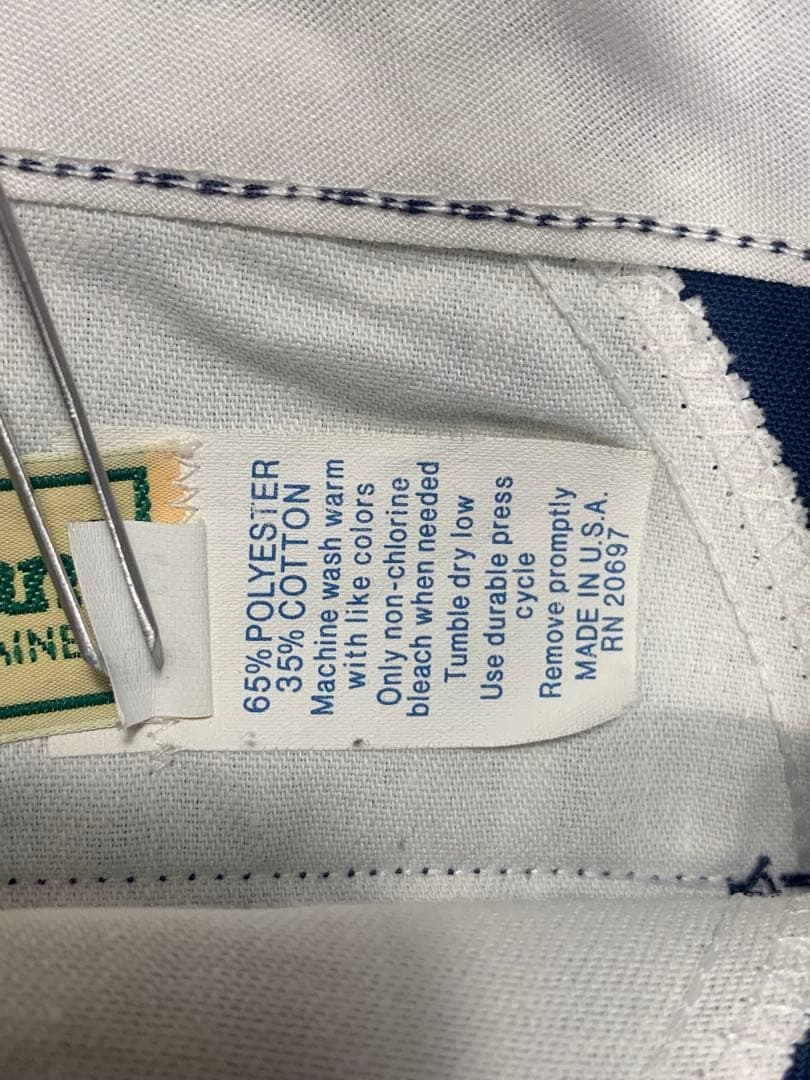 65% POLYESTER
35% COTTON
Machine wash warm
with like colors
Only non-chlorine
bleach when needed
Tumble dry low
Use durable press
cycle
Remove promptly
MADE IN U.S.A.
RN 20697